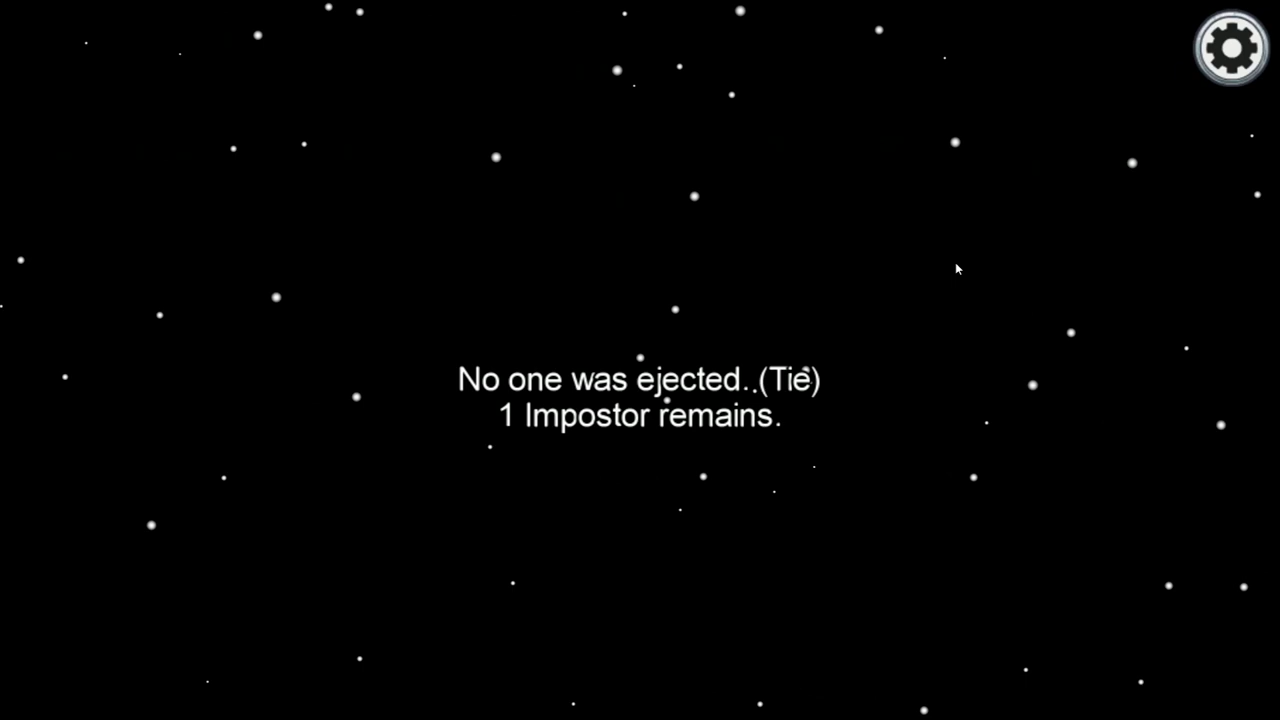 No one was ejected. (Tie)
1 Impostor remains.